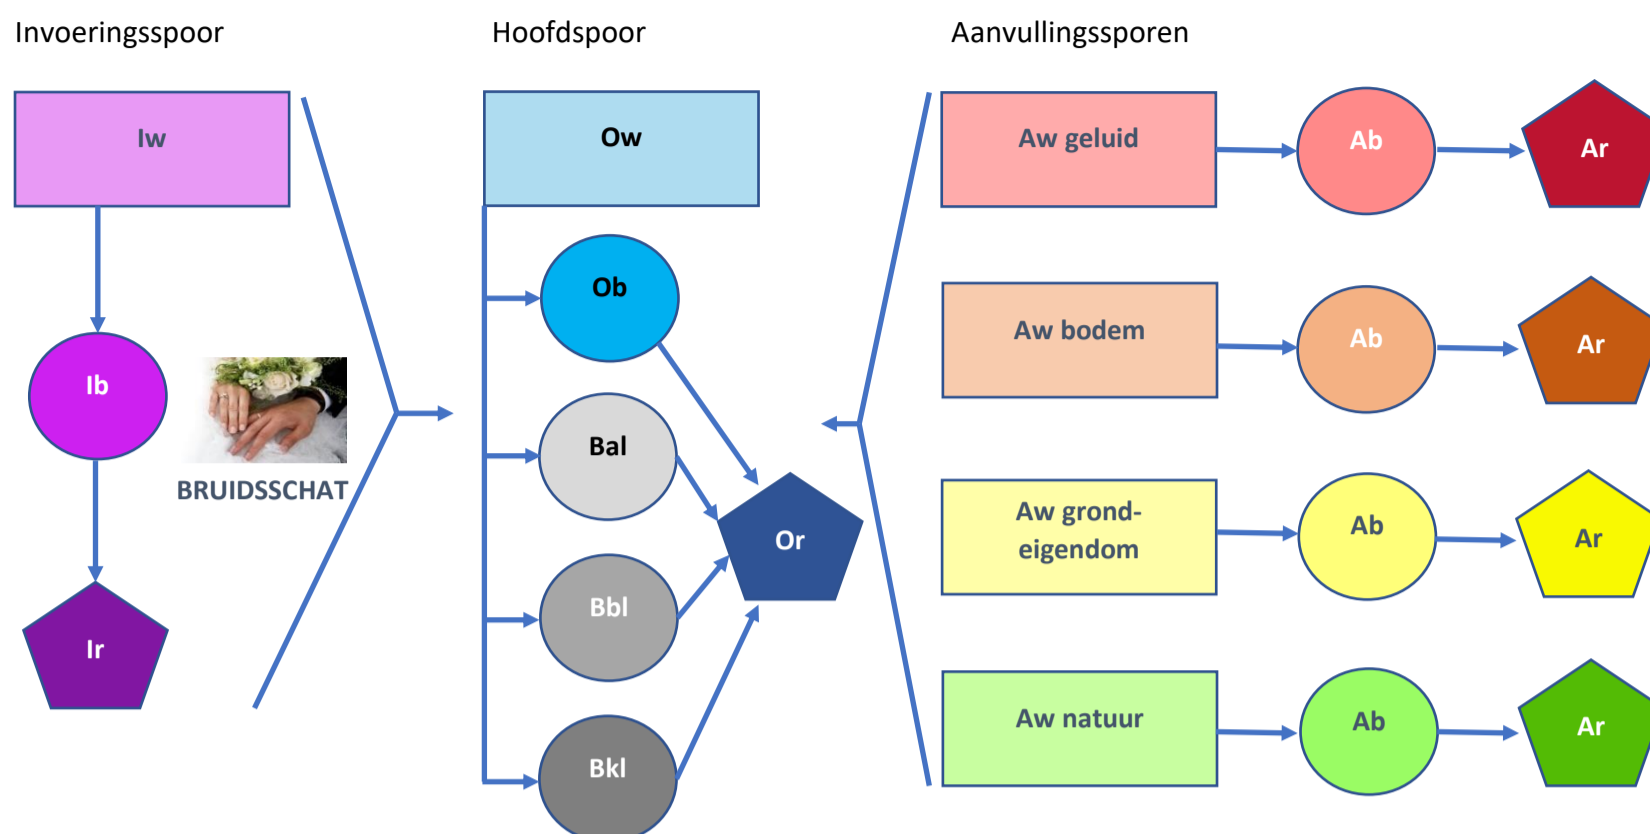 Invoeringsspoor
Hoofdspoor
Aanvullingssporen
Iw
Ib
BRUIDSSCHAT
Ir
Ow
Ob
Bal
Bbl
Bkl
Or
Aw geluid
Ab
Ar
Aw bodem
Ab
Ar
Aw grond-
eigendom
Ab
Ar
Aw natuur
Ab
Ar